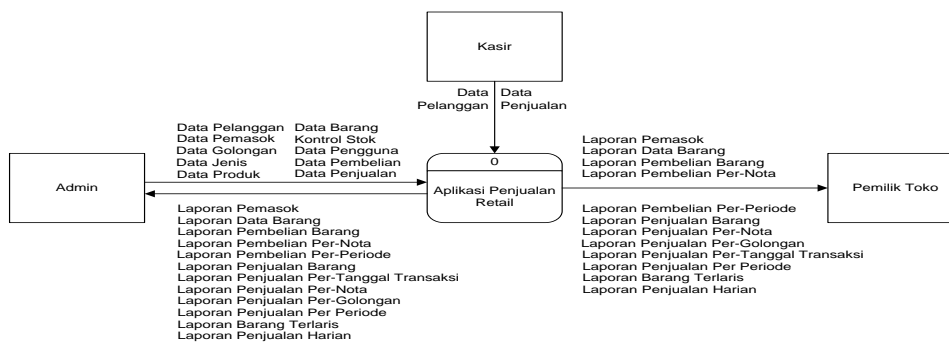 Kasir
Data Data
Pelanggan Penjualan
Data Pelanggan Data Barang
Data Pemasok Kontrol Stok
Data Golongan Data Pengguna
Data Jenis Data Pembelian
Data Produk Data Penjualan
Admin
0
Aplikasi Penjualan
Retail
Laporan Pemasok
Laporan Data Barang
Laporan Pembelian Barang
Laporan Pembelian Per-Nota
Pemilik Toko
Laporan Pemasok
Laporan Data Barang
Laporan Pembelian Barang
Laporan Pembelian Per-Nota
Laporan Pembelian Per-Periode
Laporan Penjualan Barang
Laporan Penjualan Per-Tanggal Transaksi
Laporan Penjualan Per-Nota
Laporan Penjualan Per-Golongan
Laporan Penjualan Per Periode
Laporan Barang Terlaris
Laporan Penjualan Harian
Laporan Pembelian Per-Periode
Laporan Penjualan Barang
Laporan Penjualan Per-Nota
Laporan Penjualan Per-Golongan
Laporan Penjualan Per-Tanggal Transaksi
Laporan Penjualan Per Periode
Laporan Barang Terlaris
Laporan Penjualan Harian